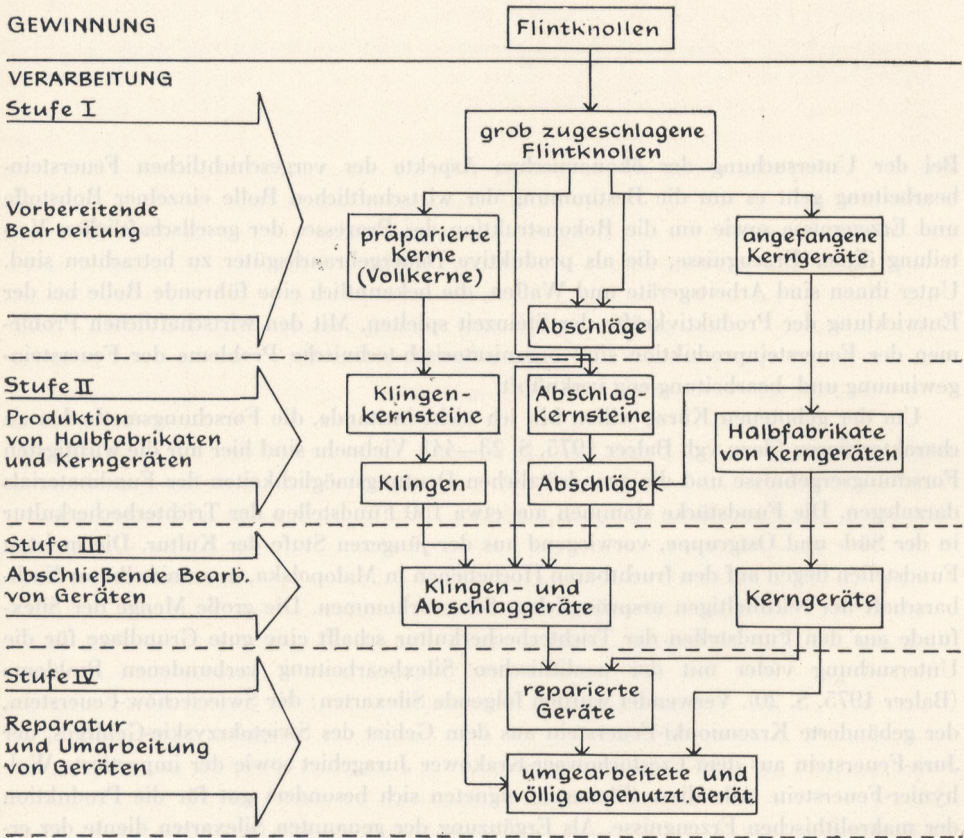 GEWINNUNG
Flintknollen
VERARBEITUNG
Stufe I
grob zugeschlagene
Flintknollen
Vorbereitende
Bearbeitung
präparierte
Kerne
(Vollkerne)
angefangene
Kerngeräte
Abschläge
Stufe II
Produktion
von Halbfabrikaten
und Kerngeräten
Klingen-
kernsteine
Abschlag-
kernsteine
Halbfabrikate
von Kerngeräten
Klingen
Abschläge
Stufe III
Abschließende Bearb.
von Geräten
Klingen- und
Abschlaggeräte
Kerngeräte
Stufe IV
Reparatur
und Umarbeitung
von Geräten
reparierte
Geräte
umgearbeitete und
völlig abgenutzt.Gerät.